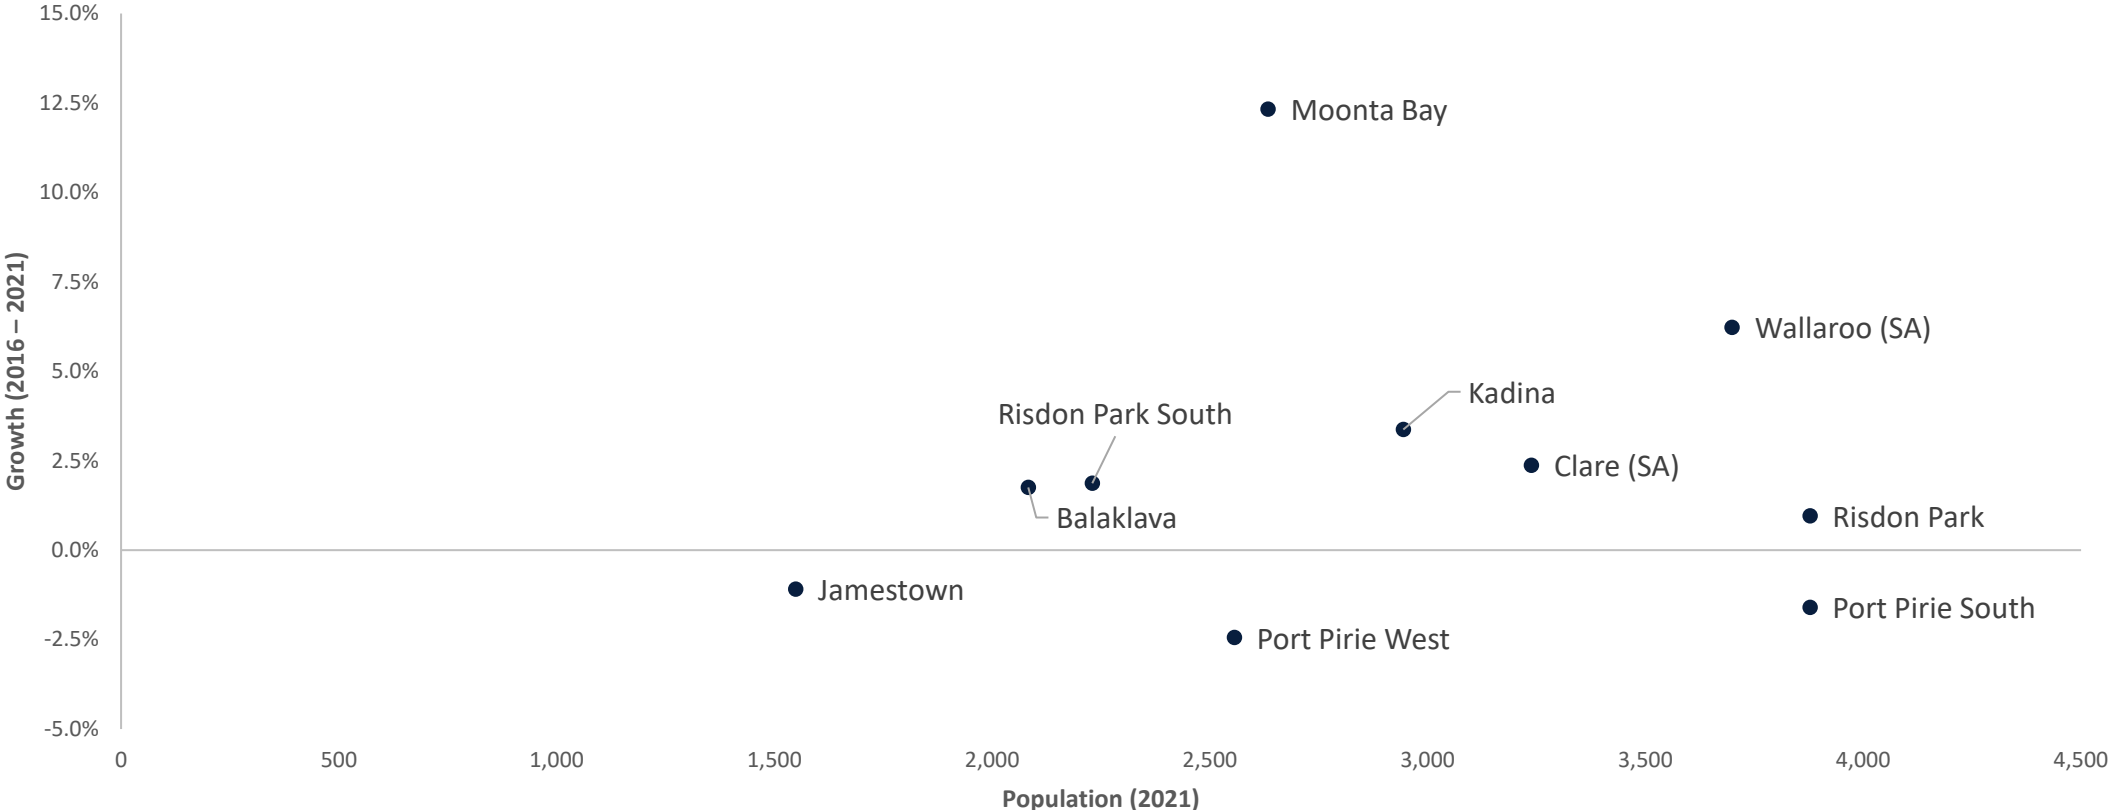 15.0%
12.5%
10.0%
7.5%
5.0%
2.5%
0.0%
-2.5%
-5.0%
Growth (2016 – 2021)
Moonta Bay
Wallaroo (SA)
Kadina
Risdon Park South
Clare (SA)
Balaklava
Risdon Park
Jamestown
Port Pirie South
Port Pirie West
0 500 1,000 1,500 2,000 2,500 3,000 3,500 4,000 4,500
Population (2021)